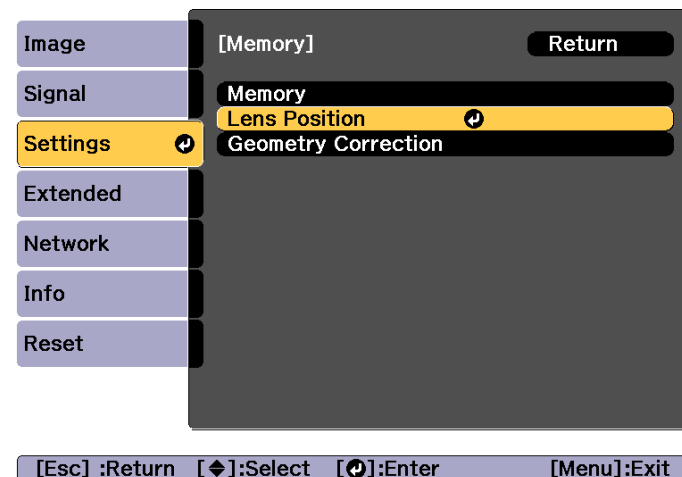 Image
Signal
Settings
Extended
Network
Info
Reset
[Memory] Return
Memory
Lens Position
Geometry Correction
[Esc] :Return [◆]:Select [↵]:Enter [Menu]:Exit